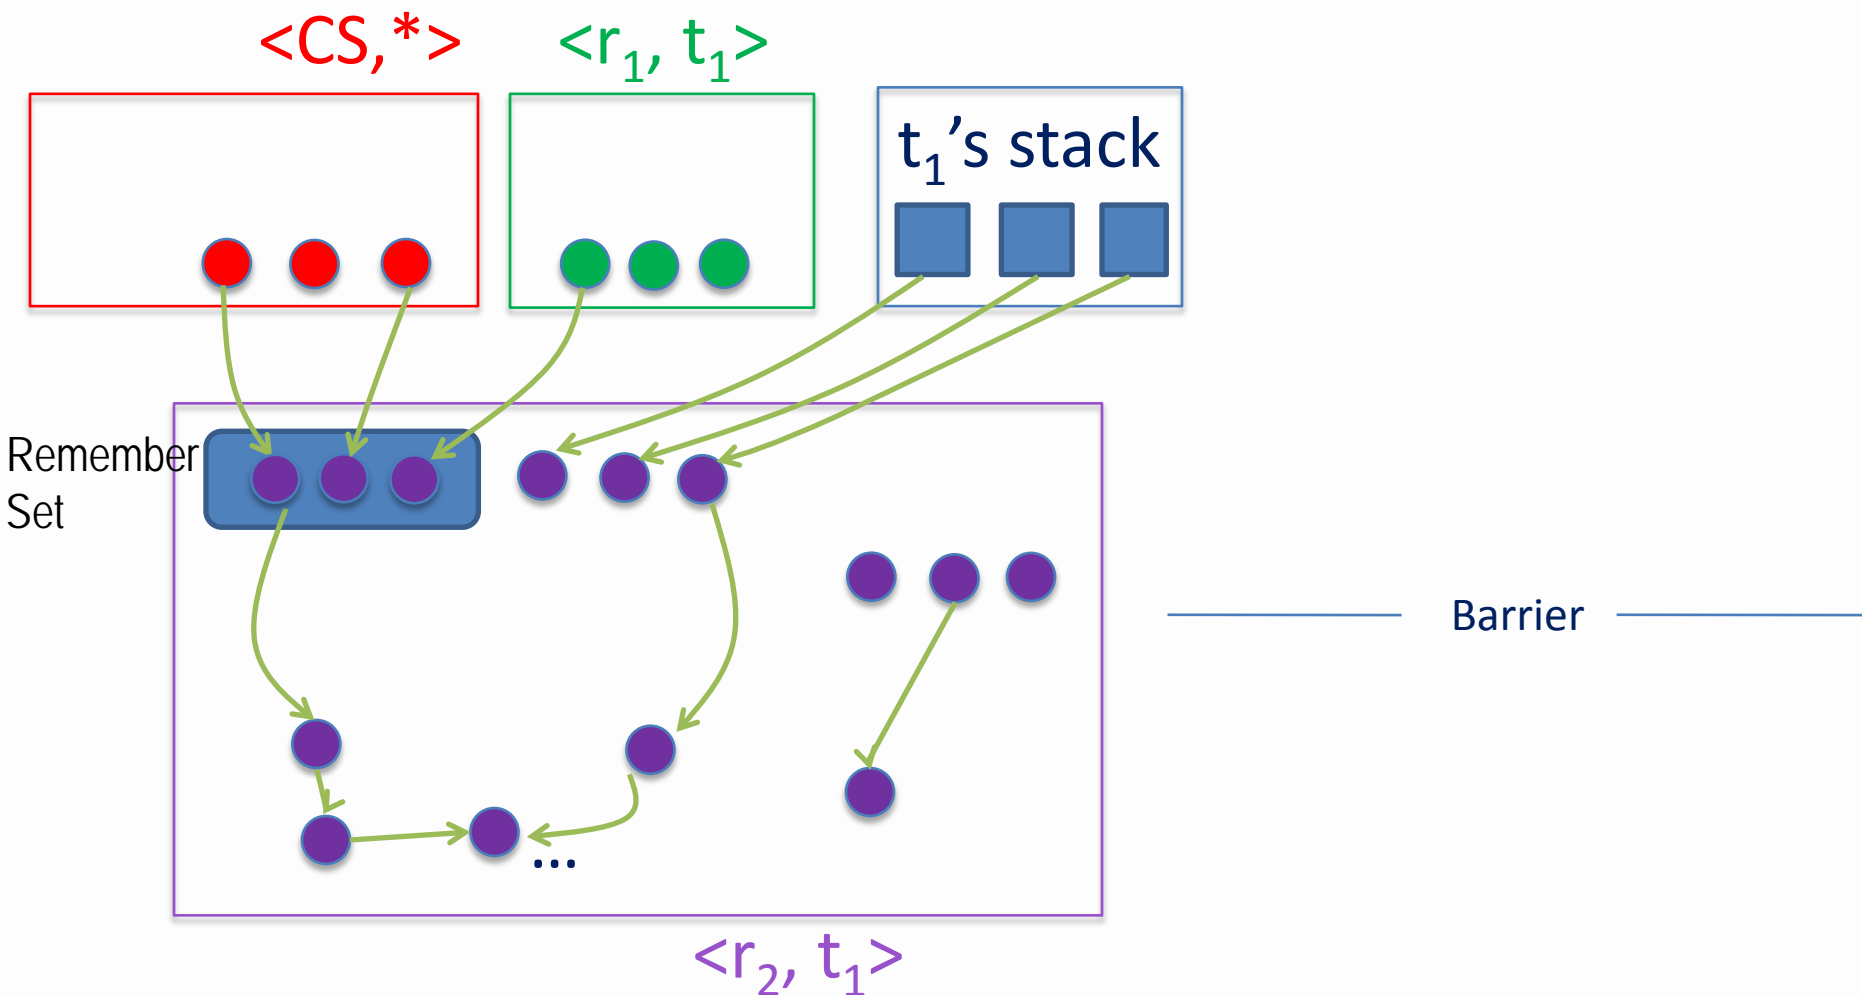 <CS,*>
<r₁, t₁>
t₁’s stack
Remember
Set
Barrier
...
<r₂, t₁>